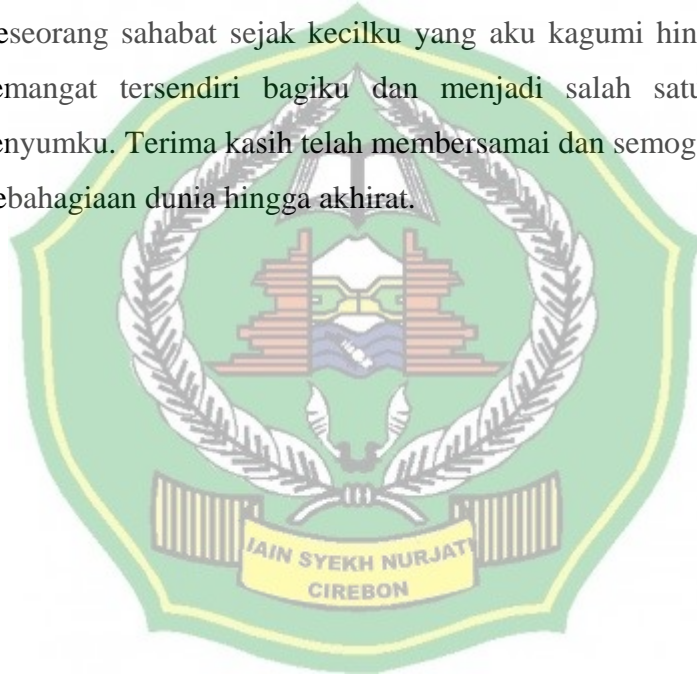 eseorang sahabat sejak kecilku yang aku kagumi hin
emangat tersendiri bagiku dan menjadi salah satu
enyumku. Terima kasih telah membersamai dan semog
ebahagiaan dunia hingga akhirat.
IAIN SYEKH NURJATI
CIREBON